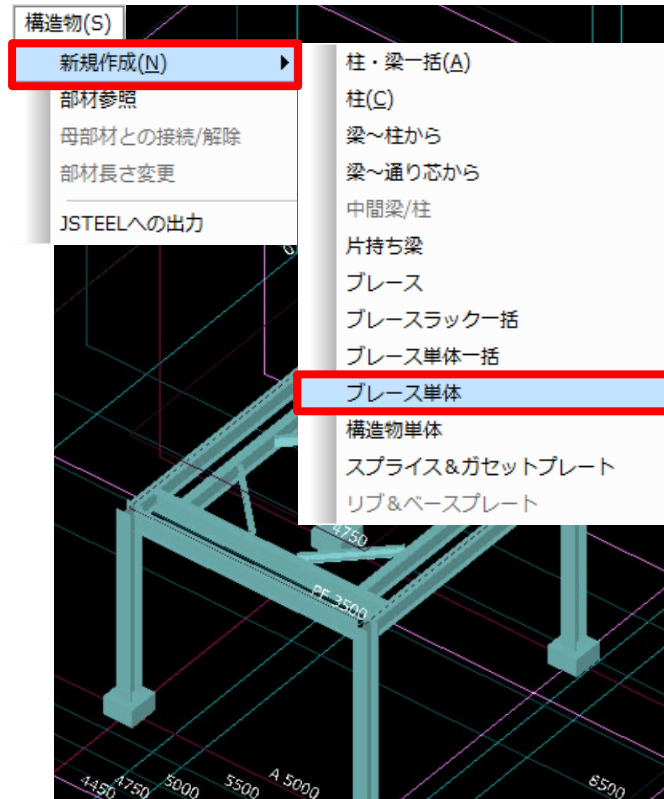 構造物(S)
新規作成(N)
部材参照
母部材との接続/解除
部材長さ変更
JSTEELへの出力
柱・梁一括(A)
柱(C)
梁～柱から
梁～通り芯から
中間梁/柱
片持ち梁
ブレース
ブレースラック一括
ブレース単体一括
ブレース単体
構造物単体
スプライス&ガセットプレート
リブ&ベースプレート
4750
PF 3500
4450
4750
5000
5500
A 5000
6500